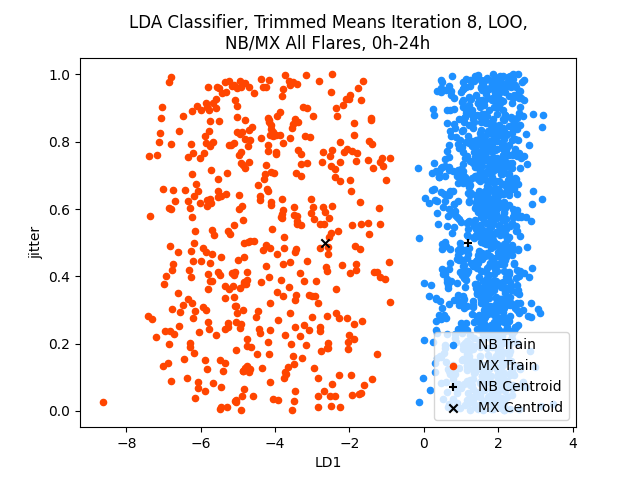 LDA Classifier, Trimmed Means Iteration 8, LOO,
NB/MX All Flares, 0h-24h
1.0
0.8
0.6
0.4
0.2
0.0
jitter
−8
−6
−4
−2
0
2
4
LD1
NB Train
MX Train
NB Centroid
MX Centroid